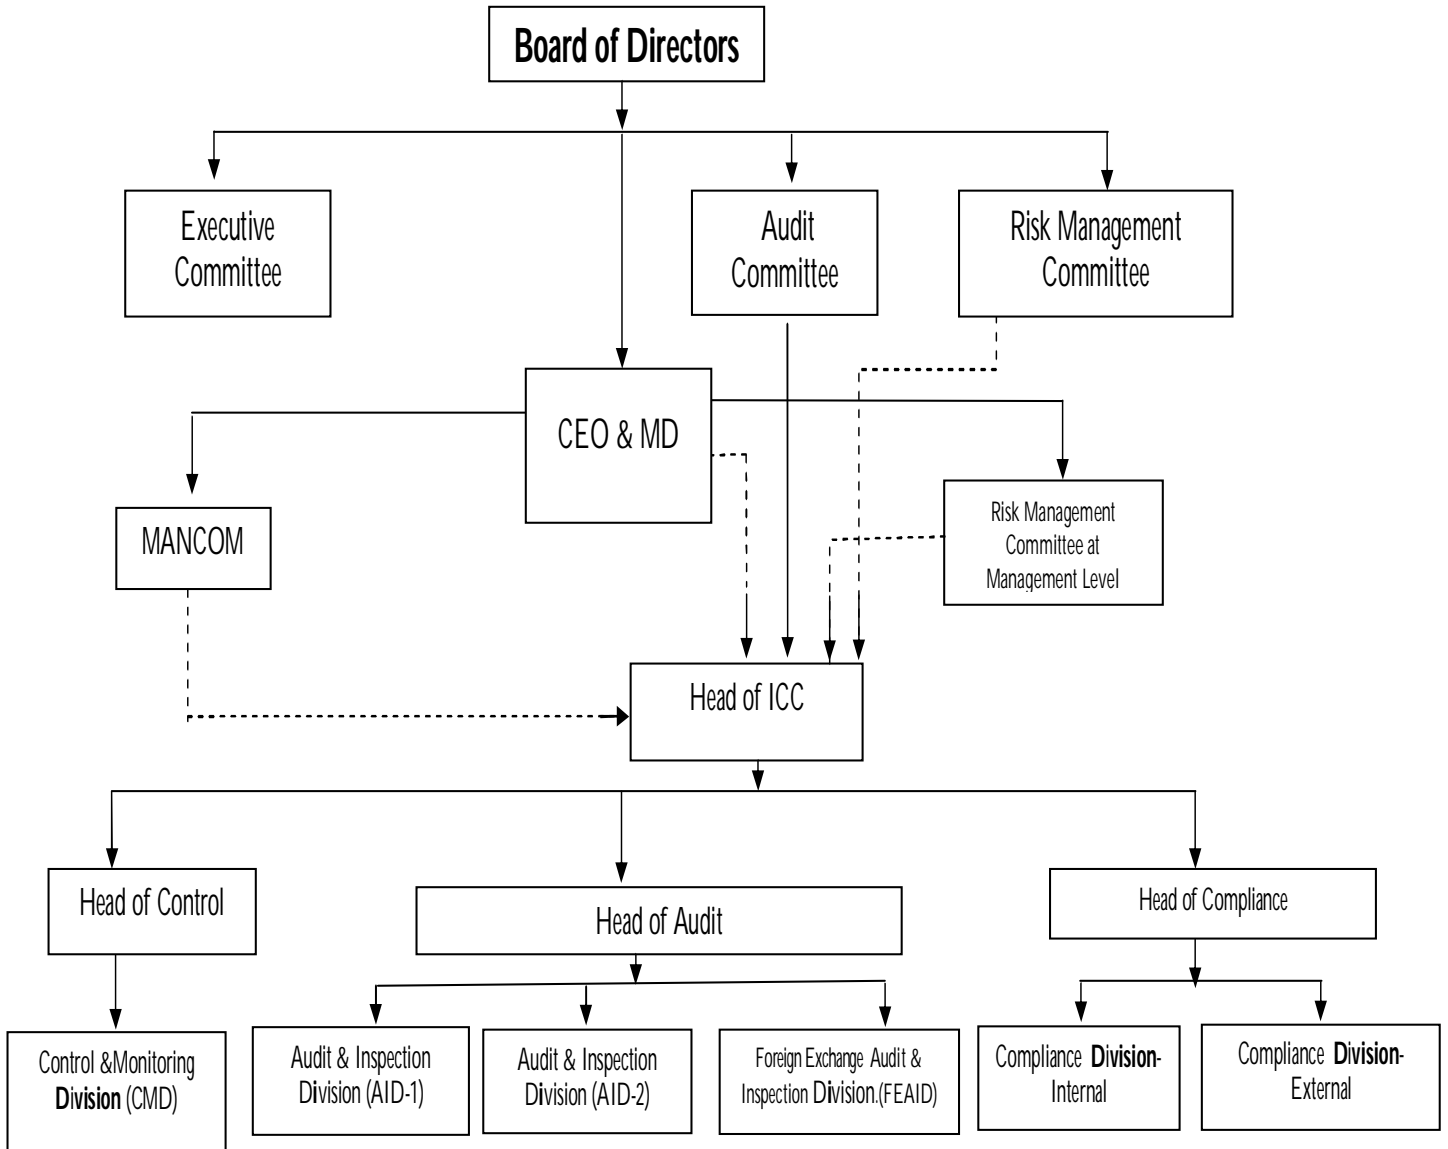 Board of Directors
Executive
Committee
Audit
Committee
Risk Management
Committee
CEO & MD
MANCOM
Risk Management
Committee at
Management Level
Head of ICC
Head of Control
Head of Audit
Head of Compliance
Control &Monitoring
Division (CMD)
Audit & Inspection
Division (AID-1)
Audit & Inspection
Division (AID-2)
Foreign Exchange Audit &
Inspection Division.(FEAID)
Compliance Division-
Internal
Compliance Division-
External